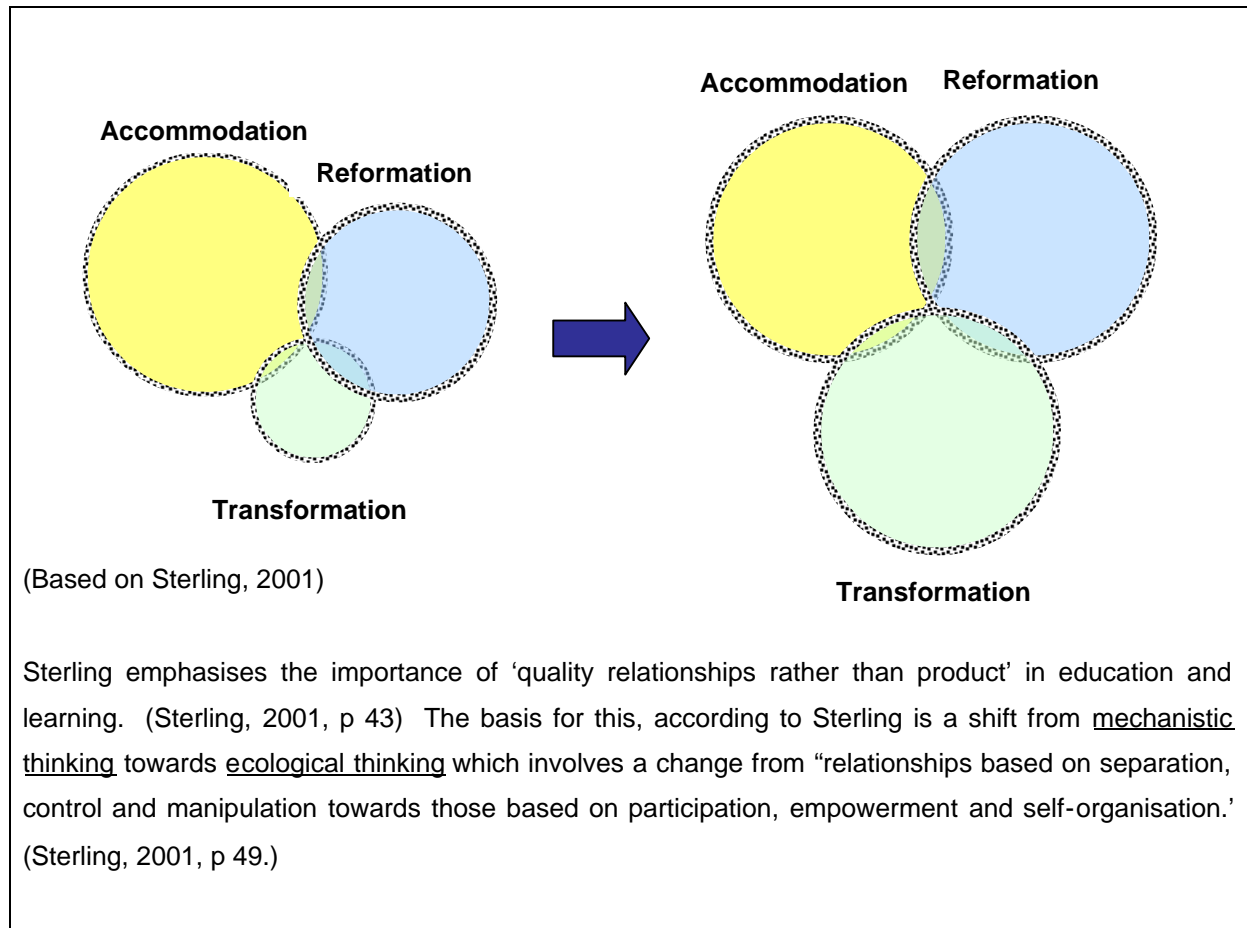 Accommodation
Reformation
Transformation
Accommodation
Reformation
Transformation
(Based on Sterling, 2001)
Sterling emphasises the importance of ‘quality relationships rather than product’ in education and
learning. (Sterling, 2001, p 43) The basis for this, according to Sterling is a shift from mechanistic
thinking towards ecological thinking which involves a change from “relationships based on separation,
control and manipulation towards those based on participation, empowerment and self-organisation.’
(Sterling, 2001, p 49.)